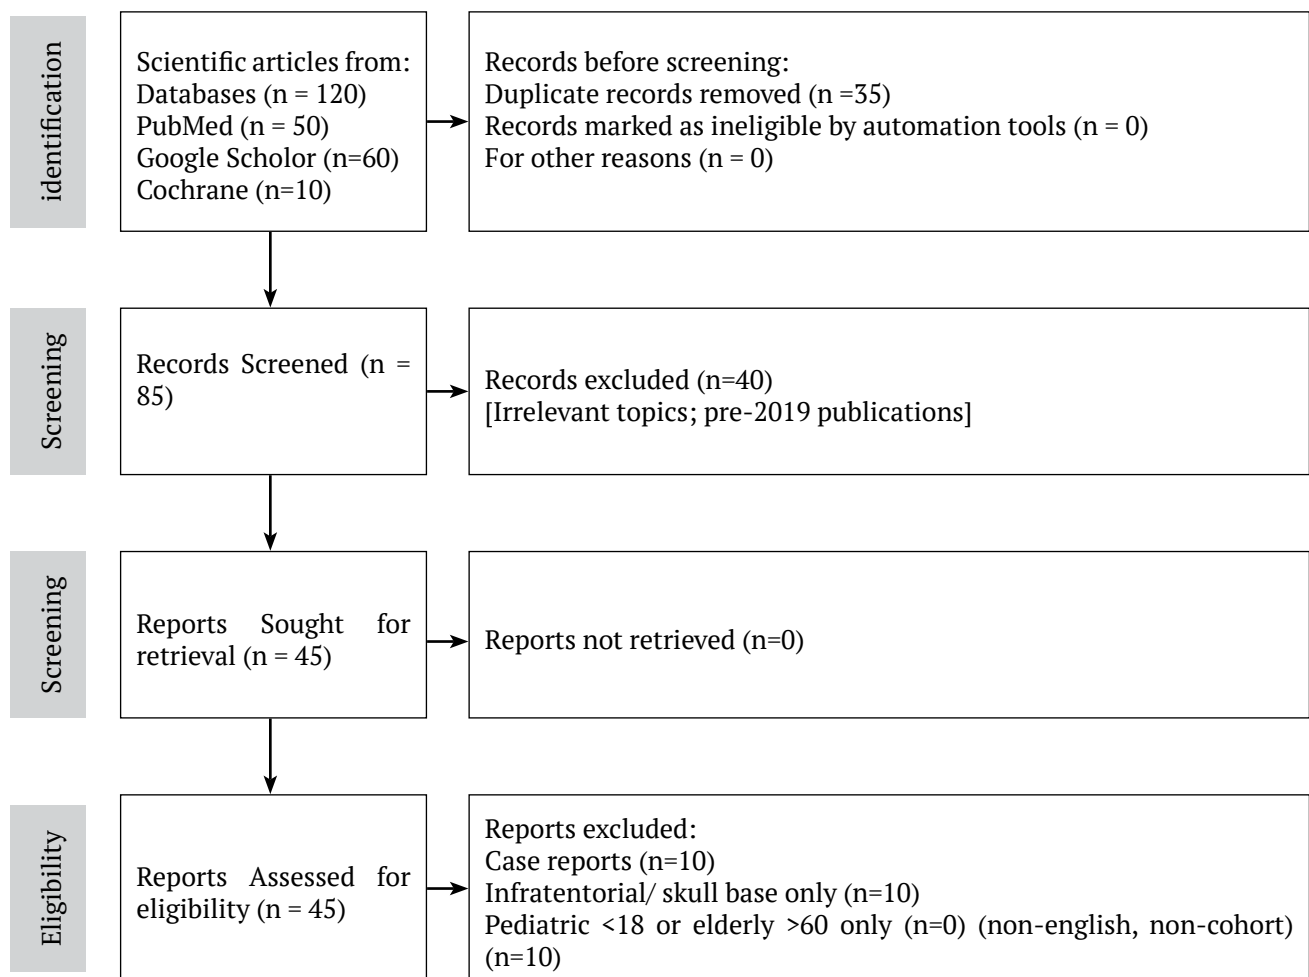 identification
Scientific articles from:
Databases (n = 120)
PubMed (n = 50)
Google Scholor (n=60)
Cochrane (n=10)
Records before screening:
Duplicate records removed (n =35)
Records marked as ineligible by automation tools (n = 0)
For other reasons (n = 0)
Screening
Records Screened (n =
85)
Records excluded (n=40)
[Irrelevant topics; pre-2019 publications]
Screening
Reports Sought for
retrieval (n = 45)
Reports not retrieved (n=0)
Eligibility
Reports Assessed for
eligibility (n = 45)
Reports excluded:
Case reports (n=10)
Infratentorial/ skull base only (n=10)
Pediatric <18 or elderly >60 only (n=0) (non-english, non-cohort)
(n=10)